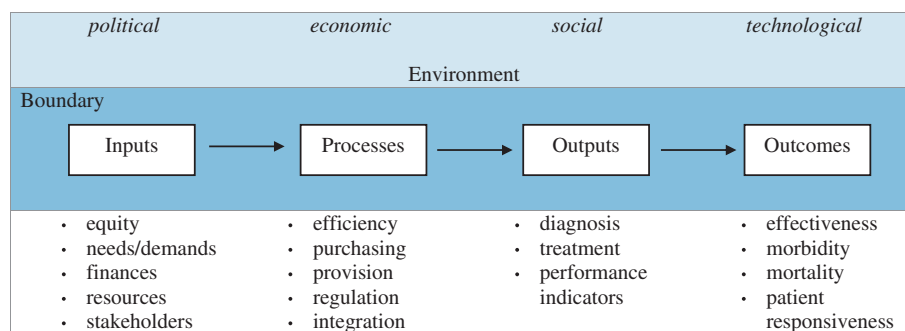 political economic social technological
Environment
Boundary
Inputs Processes Outputs Outcomes
• equity
• needs/demands
• finances
• resources
• stakeholders
• efficiency
• purchasing
• provision
• regulation
• integration
• diagnosis
• treatment
• performance
indicators
• effectiveness
• morbidity
• mortality
• patient
responsiveness